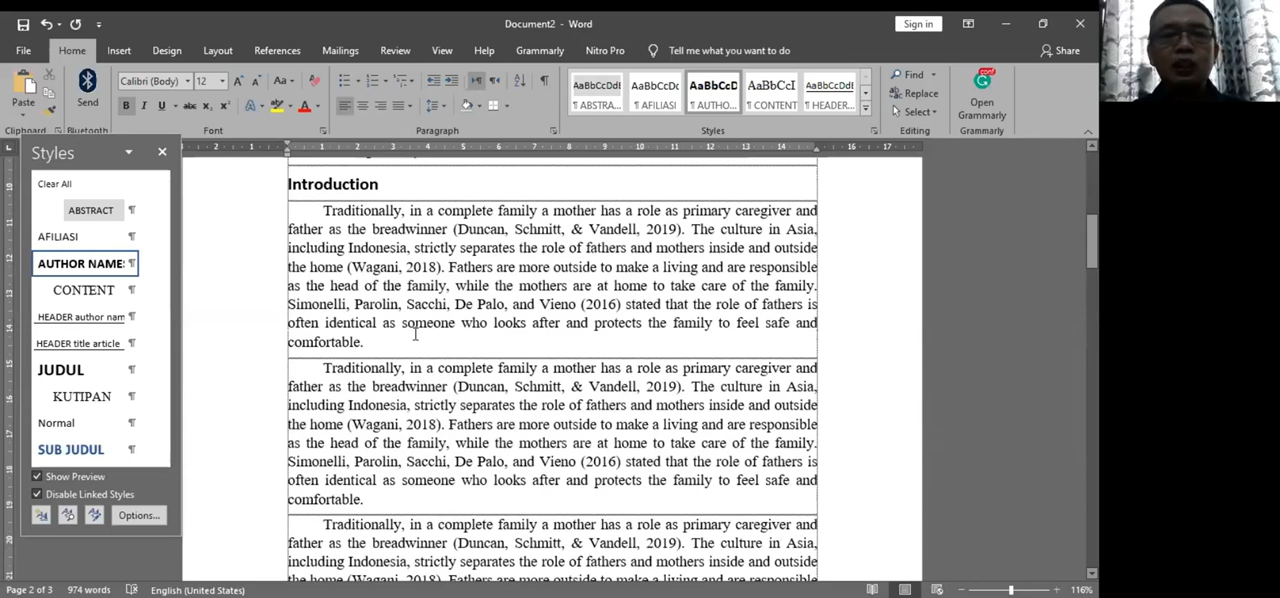 Document2 - Word
Sign in
File Home Insert Design Layout References Mailings Review View Help Grammarly Nitro Pro Tell me what you want to do Share
Calibri (Body) 12
Paste Send
AaBbCcDdI AaBbCcDc AaBbCcD AaBbCcI AaBbCcDdI
¶ ABSTRA... ¶ AFILIASI ¶ AUTHO... ¶ CONTENT ¶ HEADER...
Find
Replace
Select
Open
Grammarly
Clipboard Bluetooth Font Paragraph Styles Editing Grammarly
Styles
Clear All
ABSTRACT ¶
AFILIASI ¶
AUTHOR NAME: ¶
CONTENT ¶
HEADER author nam ¶
HEADER title article ¶
JUDUL ¶
KUTIPAN ¶
Normal ¶
SUB JUDUL ¶
Show Preview
Disable Linked Styles
Options...
Introduction
Traditionally, in a complete family a mother has a role as primary caregiver and
father as the breadwinner (Duncan, Schmitt, & Vandell, 2019). The culture in Asia,
including Indonesia, strictly separates the role of fathers and mothers inside and outside
the home (Wagani, 2018). Fathers are more outside to make a living and are responsible
as the head of the family, while the mothers are at home to take care of the family.
Simonelli, Parolin, Sacchi, De Palo, and Vieno (2016) stated that the role of fathers is
often identical as someone who looks after and protects the family to feel safe and
comfortable.
Traditionally, in a complete family a mother has a role as primary caregiver and
father as the breadwinner (Duncan, Schmitt, & Vandell, 2019). The culture in Asia,
including Indonesia, strictly separates the role of fathers and mothers inside and outside
the home (Wagani, 2018). Fathers are more outside to make a living and are responsible
as the head of the family, while the mothers are at home to take care of the family.
Simonelli, Parolin, Sacchi, De Palo, and Vieno (2016) stated that the role of fathers is
often identical as someone who looks after and protects the family to feel safe and
comfortable.
Traditionally, in a complete family a mother has a role as primary caregiver and
father as the breadwinner (Duncan, Schmitt, & Vandell, 2019). The culture in Asia,
including Indonesia, strictly separates the role of fathers and mothers inside and outside
the home (Wagani, 2018). Fathers are more outside to make a living and are responsible
Page 2 of 3 974 words English (United States) 116%